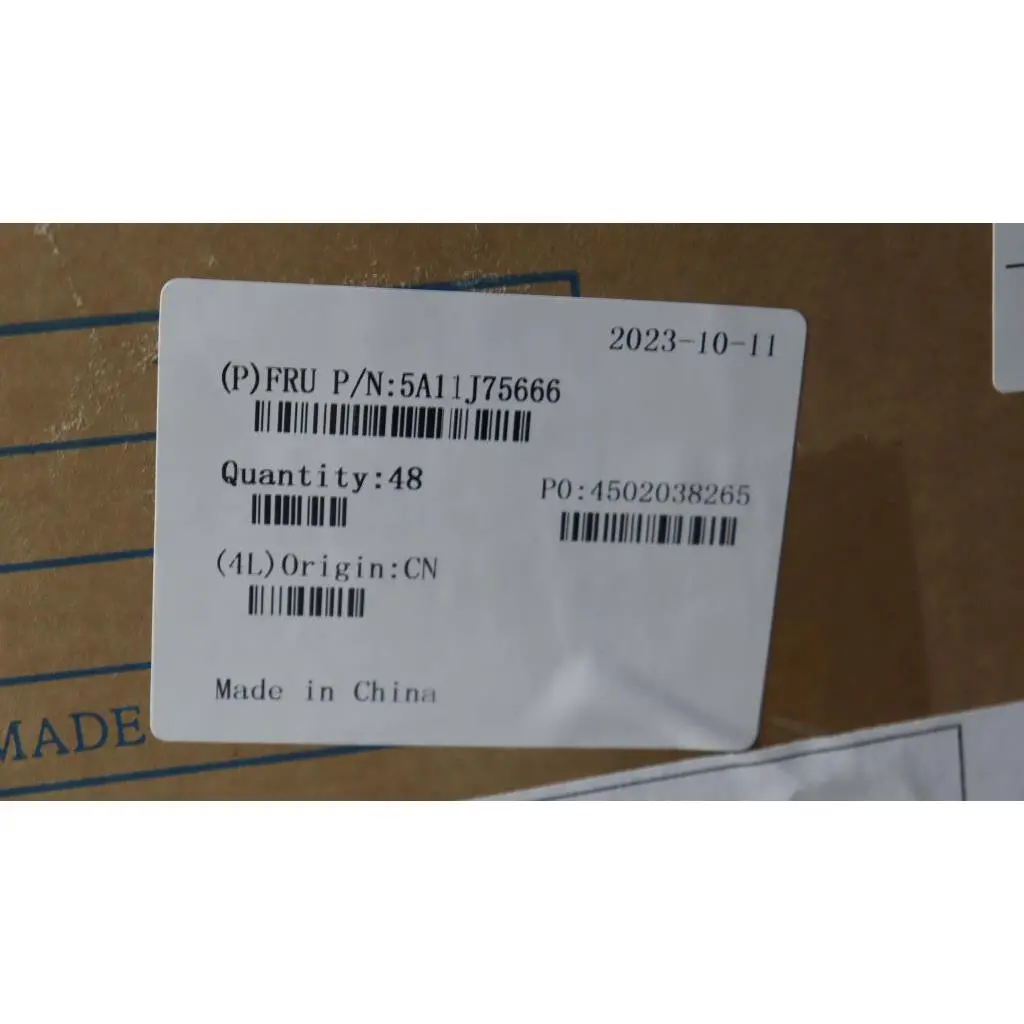 2023-10-11
(P)FRU P/N:5A11J75666
Quantity:48
PO:4502038265
(4L)Origin:CN
Made in China
MADE